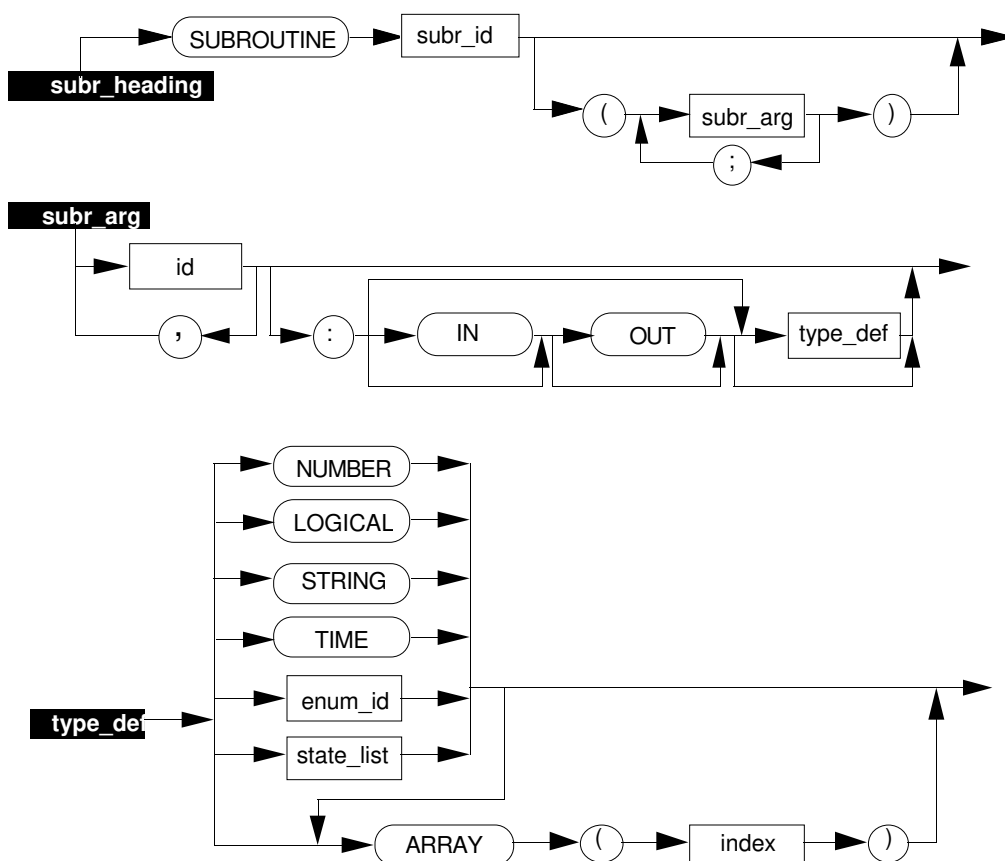 SUBROUTINE subr_id
subr_heading
( subr_arg )
;
subr_arg
id
, : IN OUT type_def
NUMBER
LOGICAL
STRING
TIME
enum_id
type_def
state_list
ARRAY ( index )